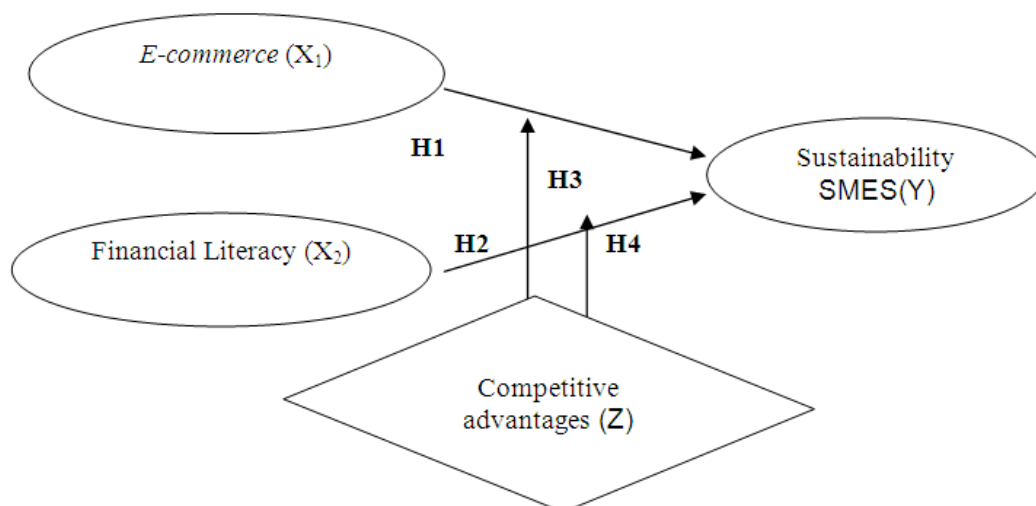 E-commerce (X₁)
H1
Sustainability
SMES(Y)
H3
Financial Literacy (X₂)
H2
H4
Competitive
advantages (Z)